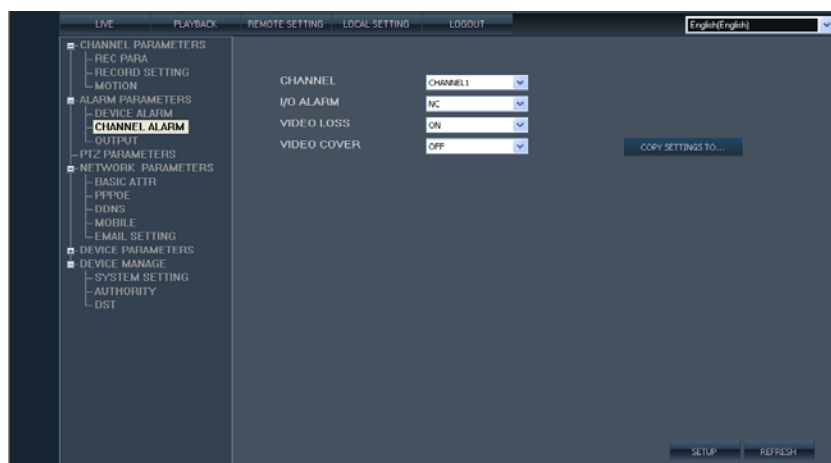 LIVE PLAYBACK REMOTE SETTING LOCAL SETTING LOGOUT English(English)
CHANNEL PARAMETERS
REC PARA
RECORD SETTING
MOTION
ALARM PARAMETERS
DEVICE ALARM
CHANNEL ALARM
OUTPUT
PTZ PARAMETERS
NETWORK PARAMETERS
BASIC ATTR
PPPOE
DDNS
MOBILE
EMAIL SETTING
DEVICE PARAMETERS
DEVICE MANAGE
SYSTEM SETTING
AUTHORITY
DST
CHANNEL CHANNEL1
I/O ALARM NC
VIDEO LOSS ON
VIDEO COVER OFF
COPY SETTINGS TO...
SETUP REFRESH